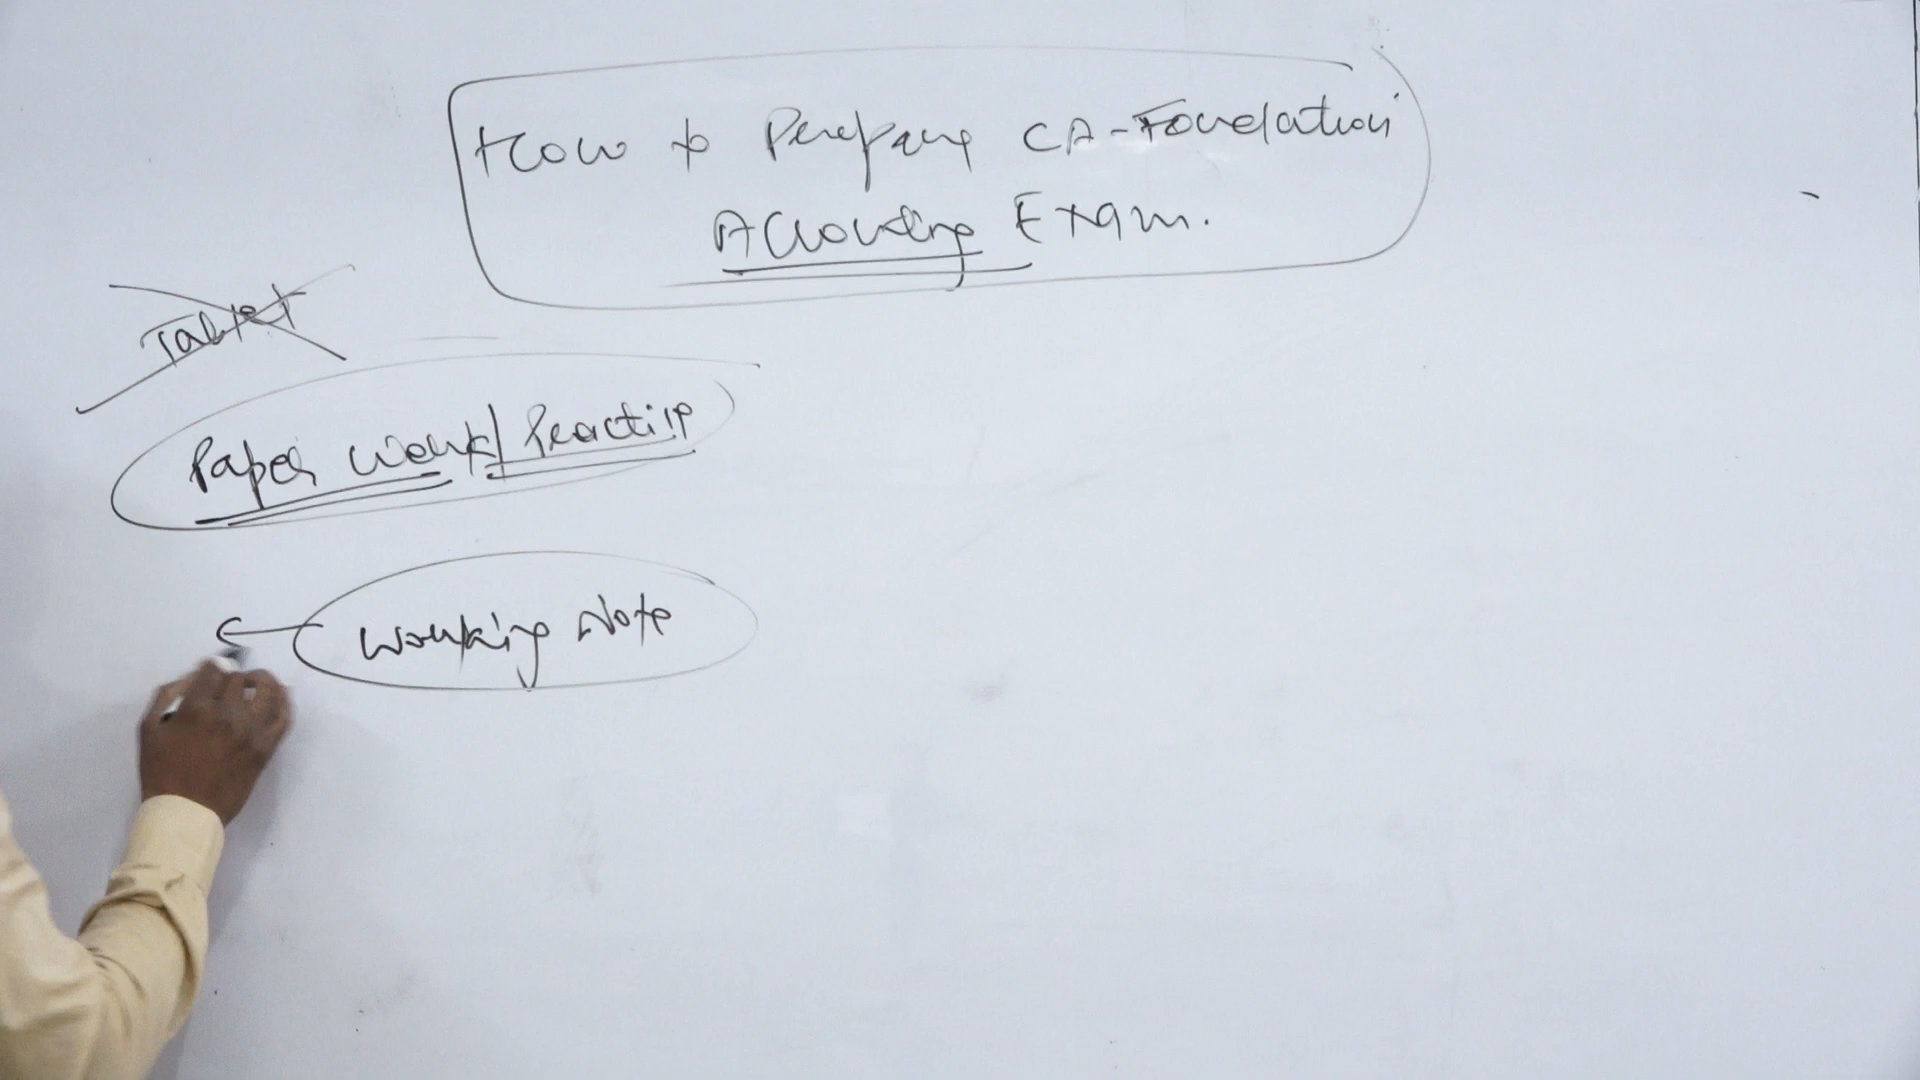 How to Prepare CA-Foundation
Accounting Exam.
Tablet
Paper Work/Practice
Working Note